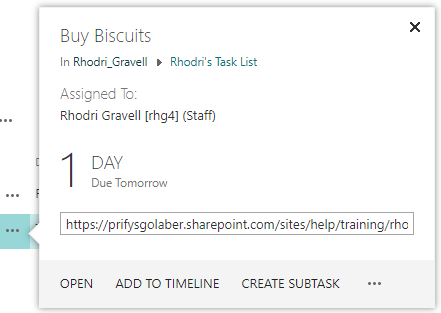 Buy Biscuits
In Rhodri_Gravell ▸ Rhodri's Task List
Assigned To:
Rhodri Gravell [rhg4] (Staff)
1 DAY
Due Tomorrow
https://prifysgolaber.sharepoint.com/sites/help/training/rho
OPEN ADD TO TIMELINE CREATE SUBTASK ...